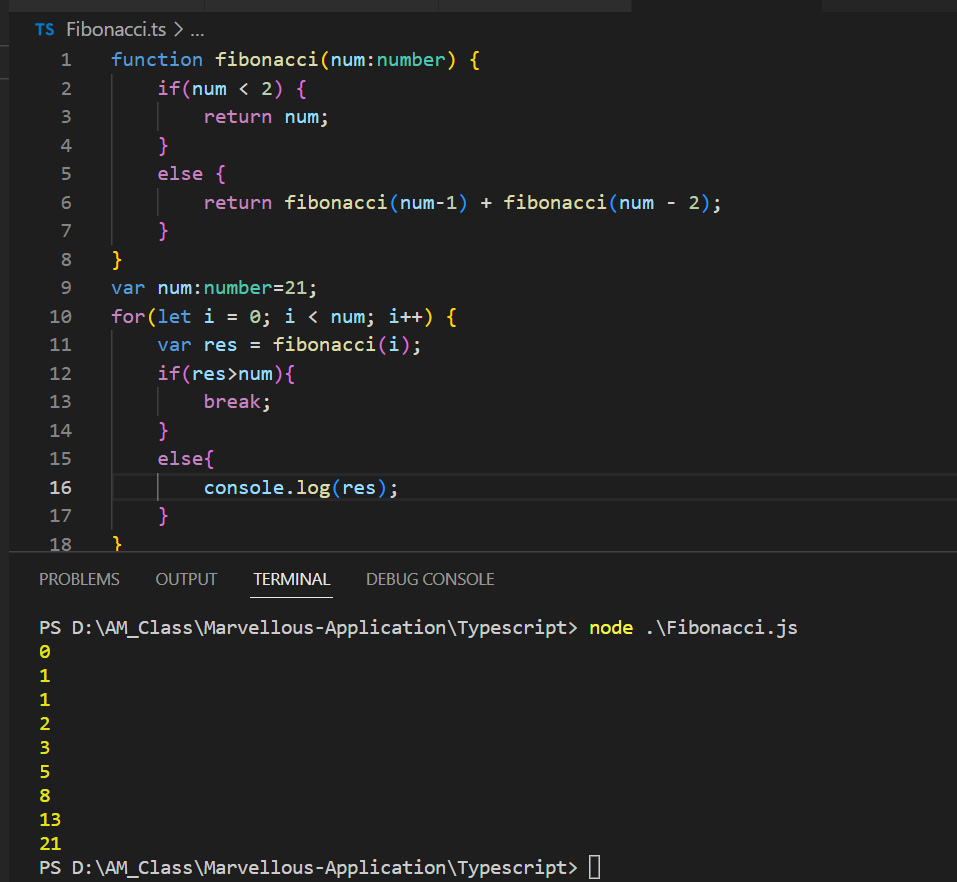 TS Fibonacci.ts > ...
1 function fibonacci(num:number) {
2     if(num < 2) {
3         return num;
4     }
5     else {
6         return fibonacci(num-1) + fibonacci(num - 2);
7     }
8 }
9 var num:number=21;
10 for(let i = 0; i < num; i++) {
11     var res = fibonacci(i);
12     if(res>num){
13         break;
14     }
15     else{
16         console.log(res);
17     }
18 }
PROBLEMS OUTPUT TERMINAL DEBUG CONSOLE
PS D:\AM_Class\Marvellous-Application\Typescript> node .\Fibonacci.js
0
1
1
2
3
5
8
13
21
PS D:\AM_Class\Marvellous-Application\Typescript>